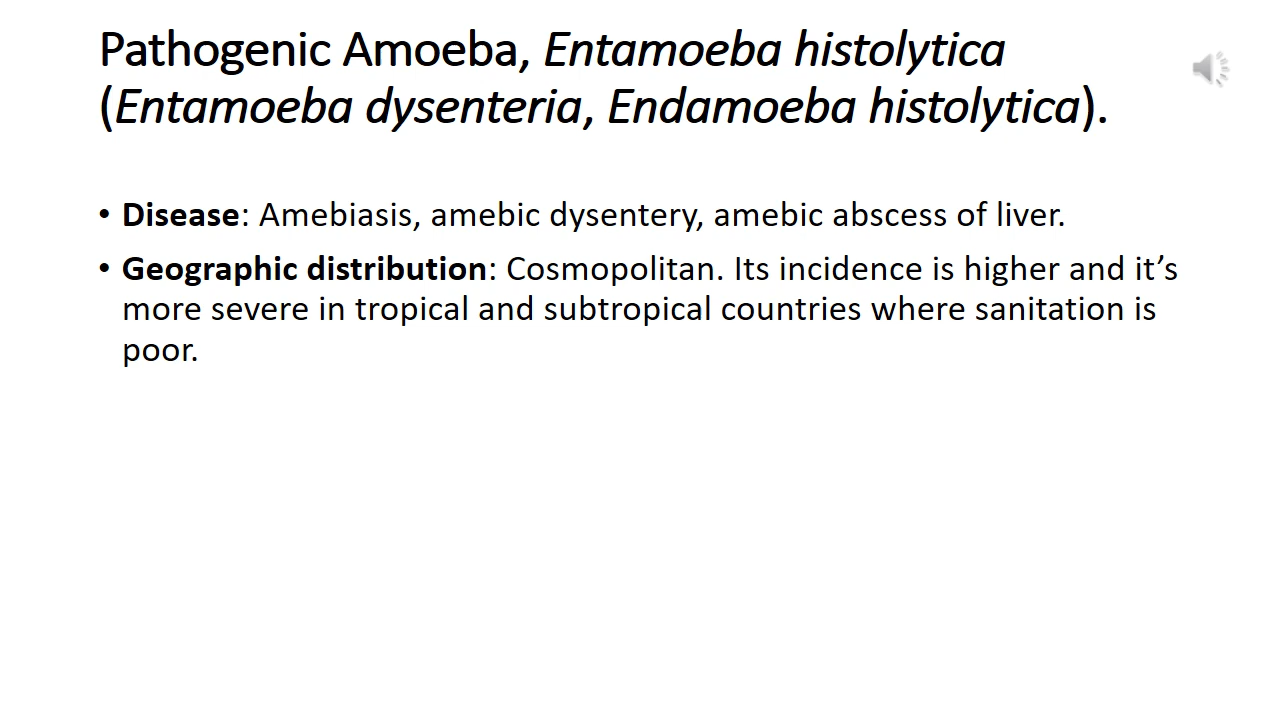 Pathogenic Amoeba, Entamoeba histolytica
(Entamoeba dysenteria, Endamoeba histolytica).
• Disease: Amebiasis, amebic dysentery, amebic abscess of liver.
• Geographic distribution: Cosmopolitan. Its incidence is higher and it’s
more severe in tropical and subtropical countries where sanitation is
poor.